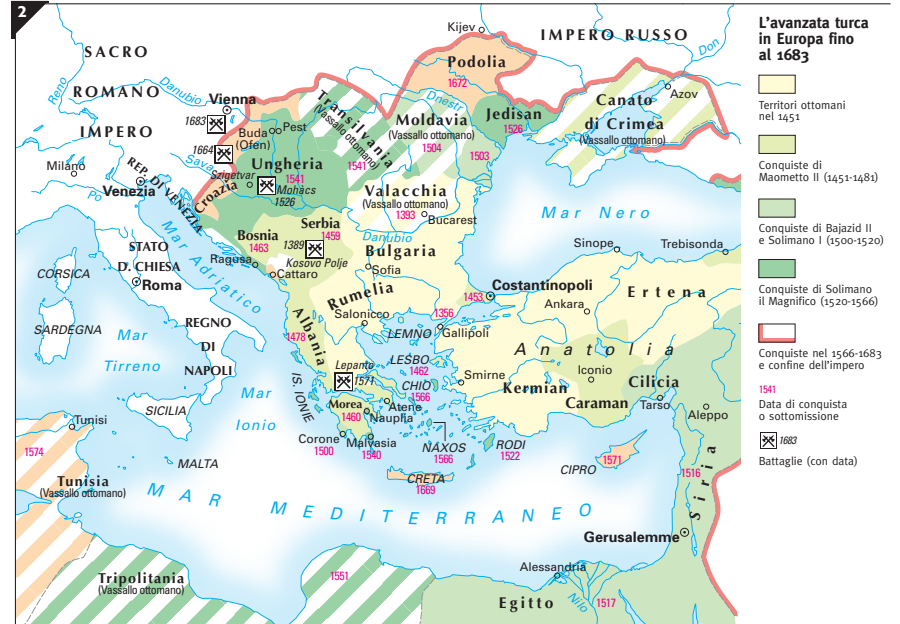 2
L'avanzata turca
in Europa fino
al 1683
Territori ottomani
nel 1451
Conquiste di
Maometto II (1451-1481)
Conquiste di Bajazid II
e Solimano I (1500-1520)
Conquiste di Solimano
il Magnifico (1520-1566)
Conquiste nel 1566-1683
e confine dell'impero
1541
Data di conquista
o sottomissione
1683
Battaglie (con data)
Kijev
IMPERO RUSSO
Don
SACRO
ROMANO
IMPERO
Reno
Danubio
Vienna
1683
1664
Podolia
1672
Azov
Canato
di Crimea
(Vassallo ottomano)
Transilvania
(Vassallo ottomano)
1541
Dnestr
Moldavia
(Vassallo ottomano)
1504
1503
Jedisan
1526
Buda
(Ofen)
Pest
Ungheria
1541
Szigetvar
Mohàcs
1526
Sava
Croazia
Milano
Po
REP. DI VENEZIA
Venezia
Valacchia
(Vassallo ottomano)
1393
Bucarest
Danubio
Mar Nero
Sinope
Trebisonda
Bosnia
1463
Serbia
1459
1389
Kosovo Polje
Ragusa
Cattaro
Bulgaria
Sofia
Mar Adriatico
STATO
D. CHIESA
Roma
CORSICA
SARDEGNA
Mar
Tirreno
REGNO
DI
NAPOLI
Rumelia
Salonicco
Albania
1478
Costantinopoli
1453
1356
Gallipoli
Ankara
Ertena
Anatolia
LEMNO
LESBO
1462
CHIO
1566
Smirne
Kermian
Iconio
Caraman
Cilicia
Tarso
Aleppo
Lepanto
1571
IS. IONIE
Mar
Ionio
Morea
1460
Atene
Nauplia
Corone
1500
Malvasia
1540
NAXOS
1566
RODI
1522
CIPRO
1571
CRETA
1669
SICILIA
MALTA
Tunisi
1574
Tunisia
(Vassallo ottomano)
MAR MEDITERRANEO
1516
Siria
Gerusalemme
Tripolitania
(Vassallo ottomano)
1551
Alessandria
Egitto
Nilo
1517